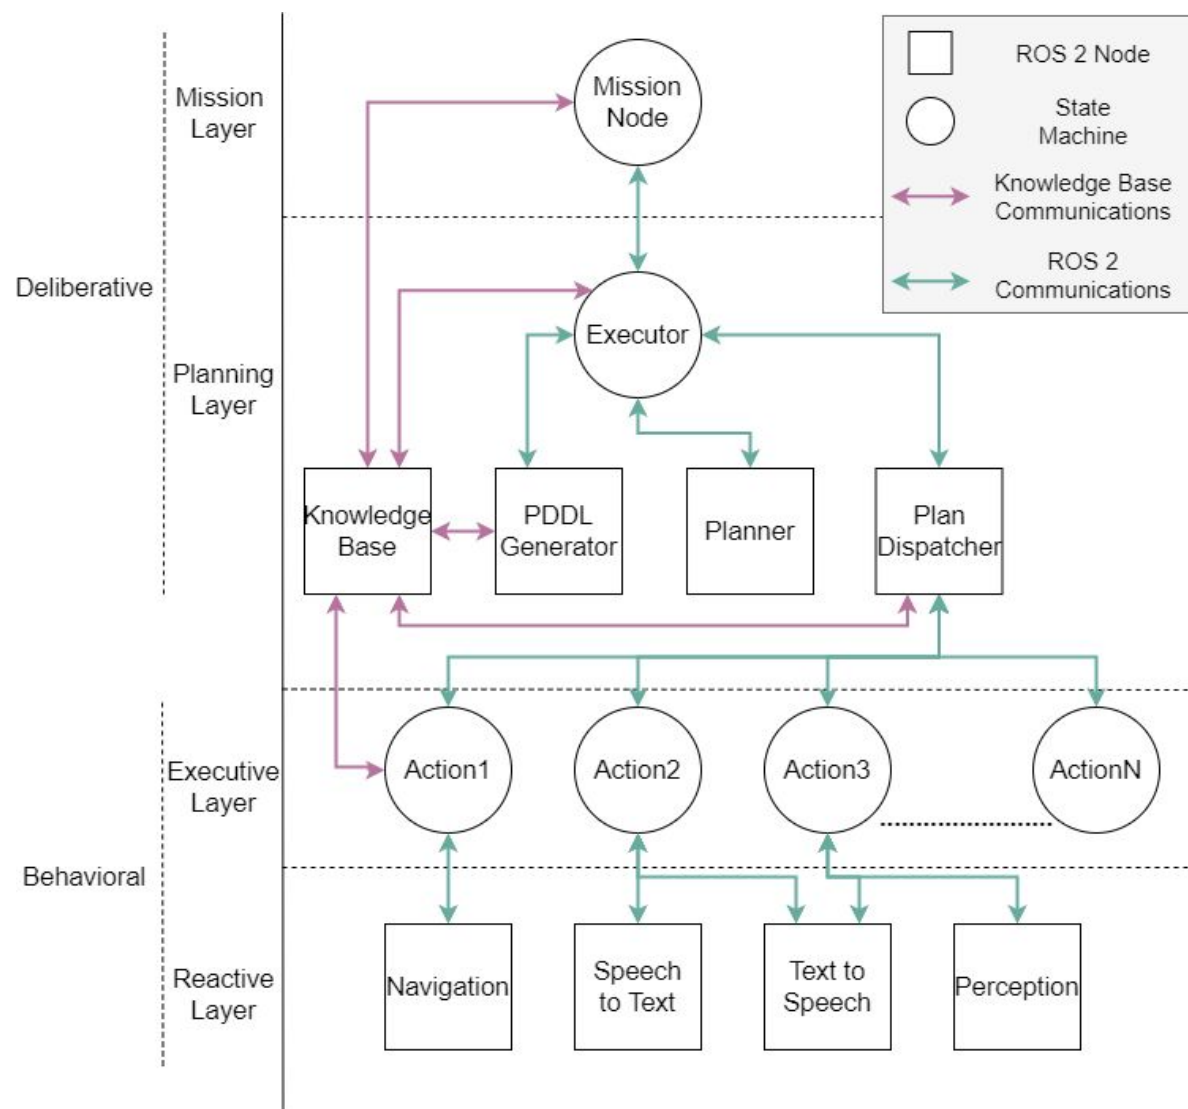 Mission
Layer
Mission
Node
ROS 2 Node
State
Machine
Knowledge Base
Communications
ROS 2
Communications
Deliberative
Planning
Layer
Executor
Knowledge
Base
PDDL
Generator
Planner
Plan
Dispatcher
Executive
Layer
Action1
Action2
Action3
ActionN
Behavioral
Reactive
Layer
Navigation
Speech
to Text
Text to
Speech
Perception